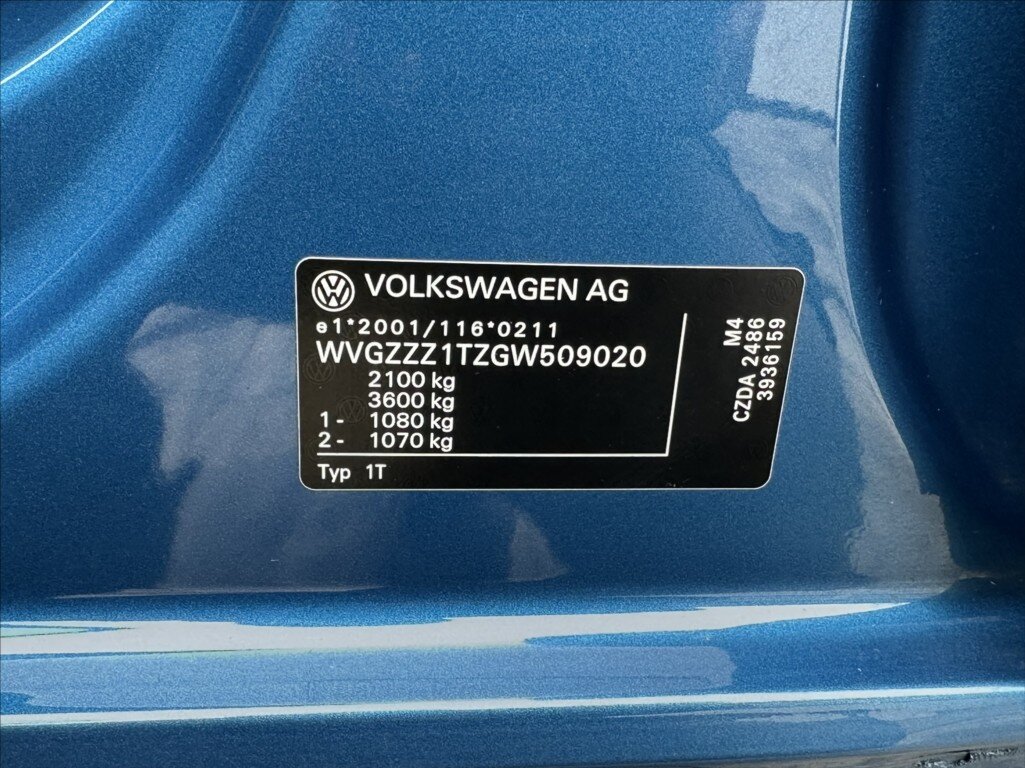 VOLKSWAGEN AG
e1*2001/116*0211
WVGZZZ1TZGW509020
2100 kg
3600 kg
1- 1080 kg
2- 1070 kg
Typ 1T
M4
CZDA 2486
3936159